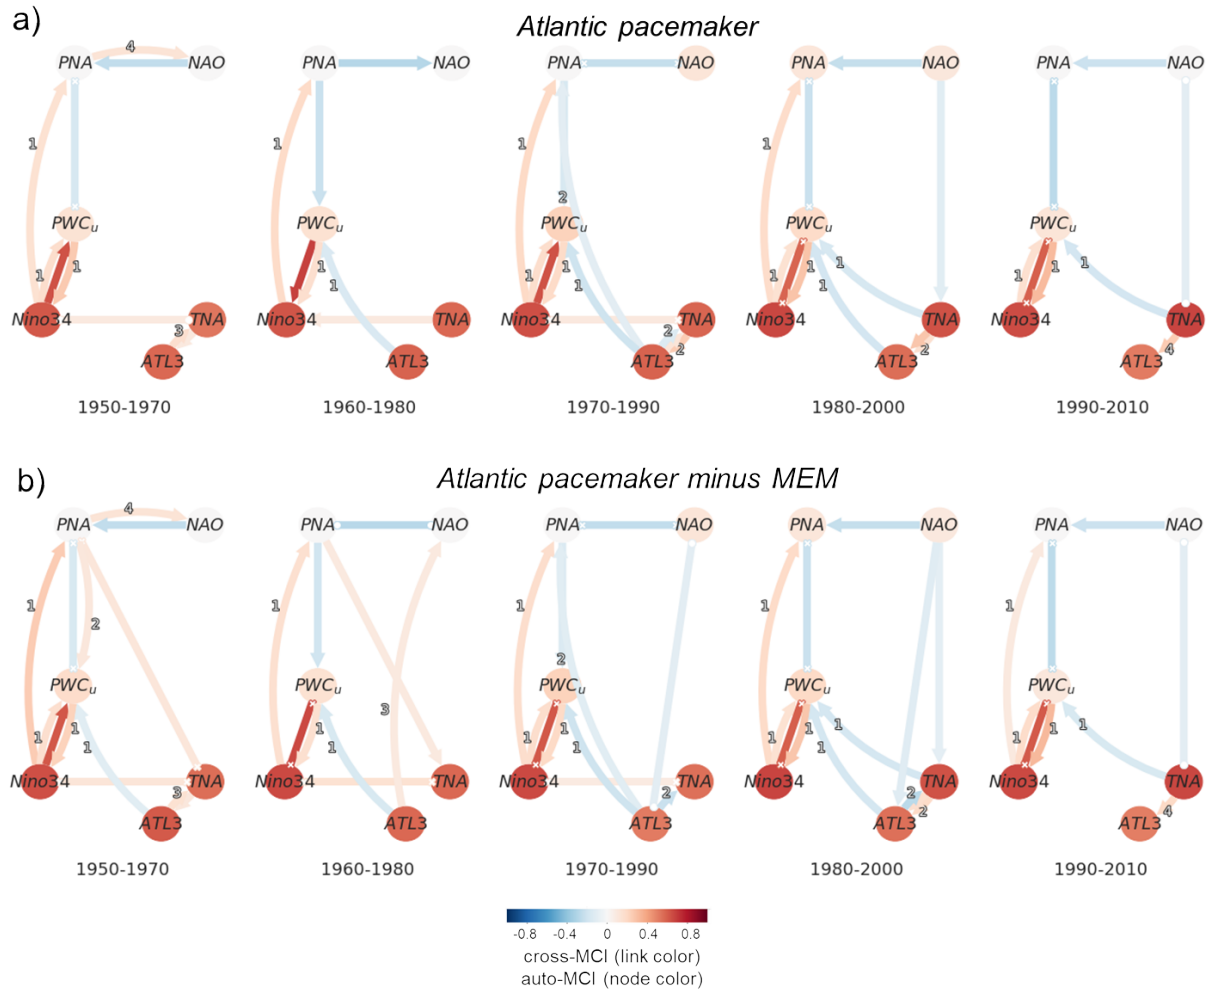 a)
Atlantic pacemaker
4
PNA NAO PNA NAO PNA NAO PNA NAO PNA NAO
1 1 1 1
2
PWCu PWCu PWCu PWCu PWCu
1 1 1 1 1 1 1 1 1 1 1 1 1 1
Nino34 TNA Nino34 TNA Nino34 TNA Nino34 TNA Nino34 TNA
3 2 2 2 4
ATL3 ATL3 ATL3 ATL3 ATL3
1950-1970 1960-1980 1970-1990 1980-2000 1990-2010
b)
Atlantic pacemaker minus MEM
4
PNA NAO PNA NAO PNA NAO PNA NAO PNA NAO
1 1 1 1 1
2
2
PWCu PWCu PWCu PWCu PWCu
3
1 1 1 1 1 1 1 1 1 1 1 1 1 1 1
Nino34 TNA Nino34 TNA Nino34 TNA Nino34 TNA Nino34 TNA
3 2 2 2 4
ATL3 ATL3 ATL3 ATL3 ATL3
1950-1970 1960-1980 1970-1990 1980-2000 1990-2010
-0.8 -0.4 0 0.4 0.8
cross-MCI (link color)
auto-MCI (node color)